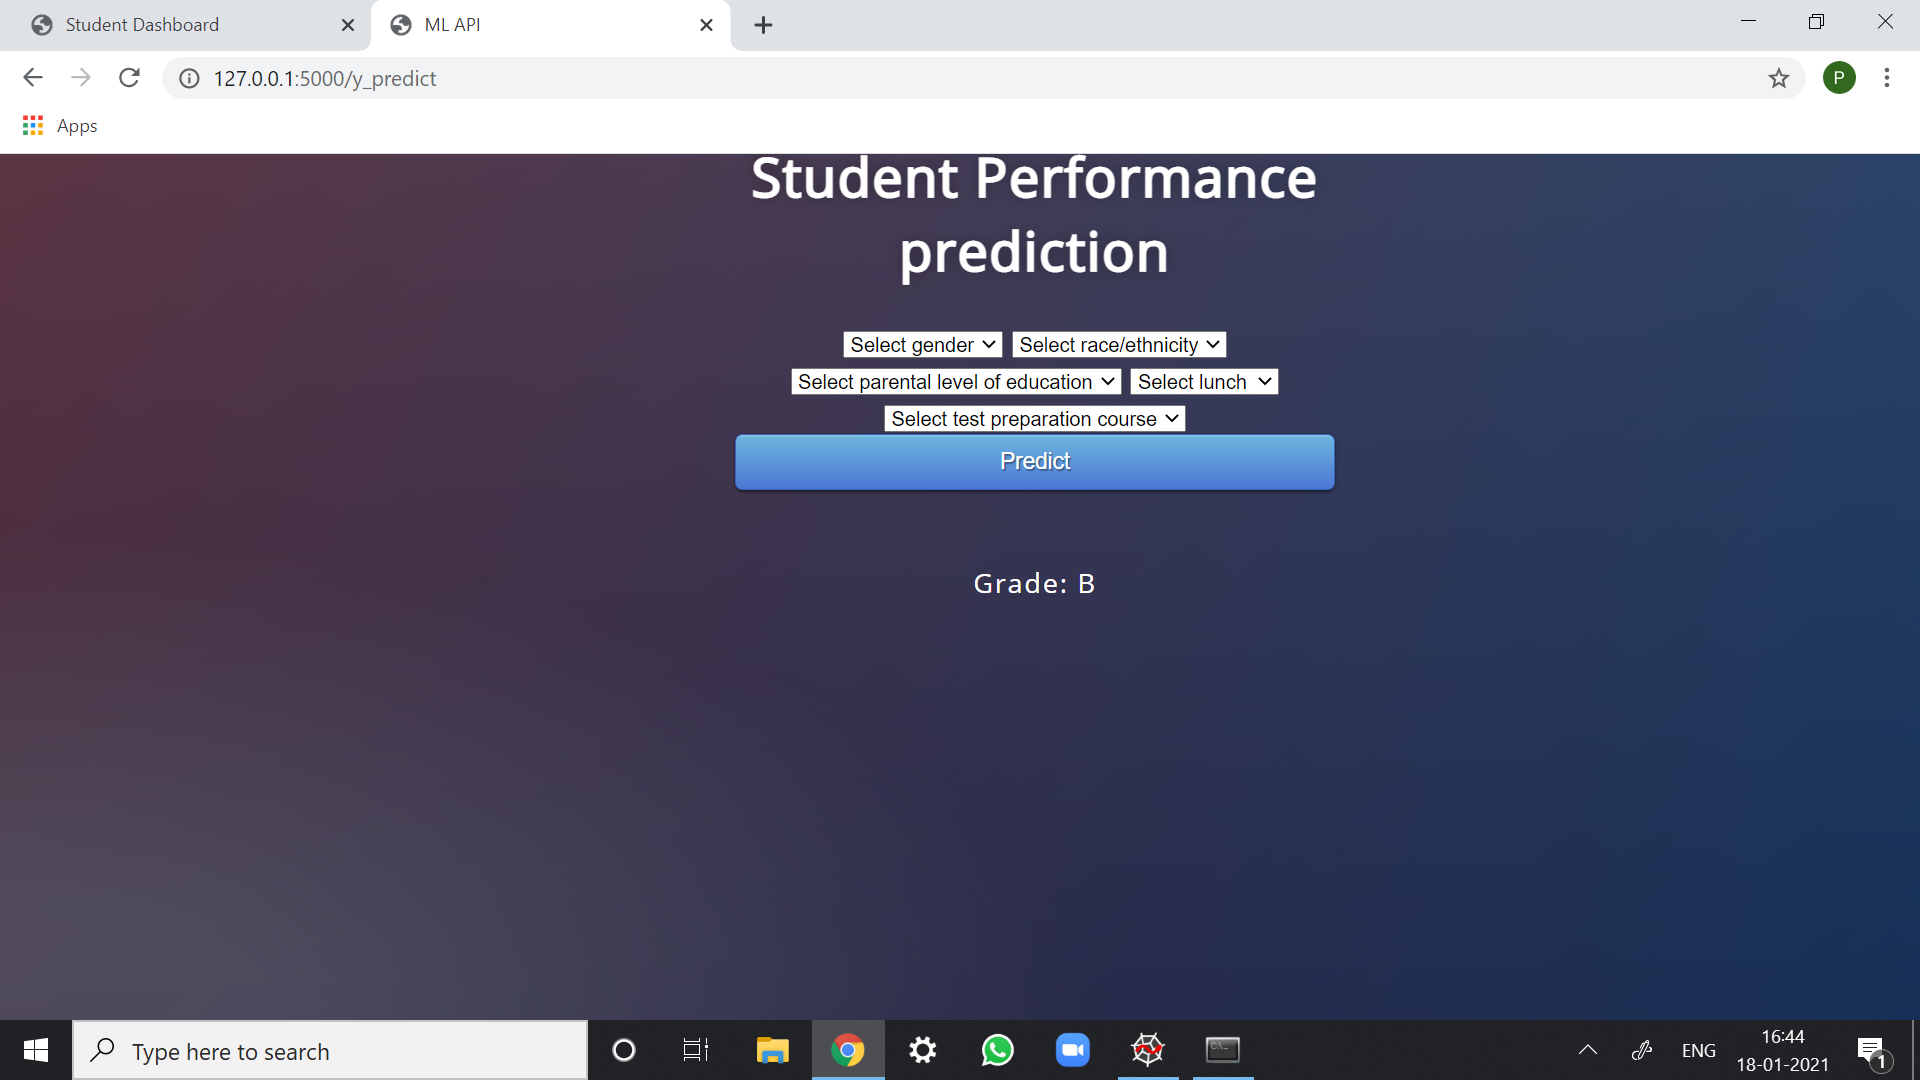 Student Dashboard
ML API
127.0.0.1:5000/y_predict
P
Apps
Student Performance
prediction
Select gender Select race/ethnicity
Select parental level of education Select lunch
Select test preparation course
Predict
Grade: B
Type here to search
ENG
16:44
18-01-2021
1